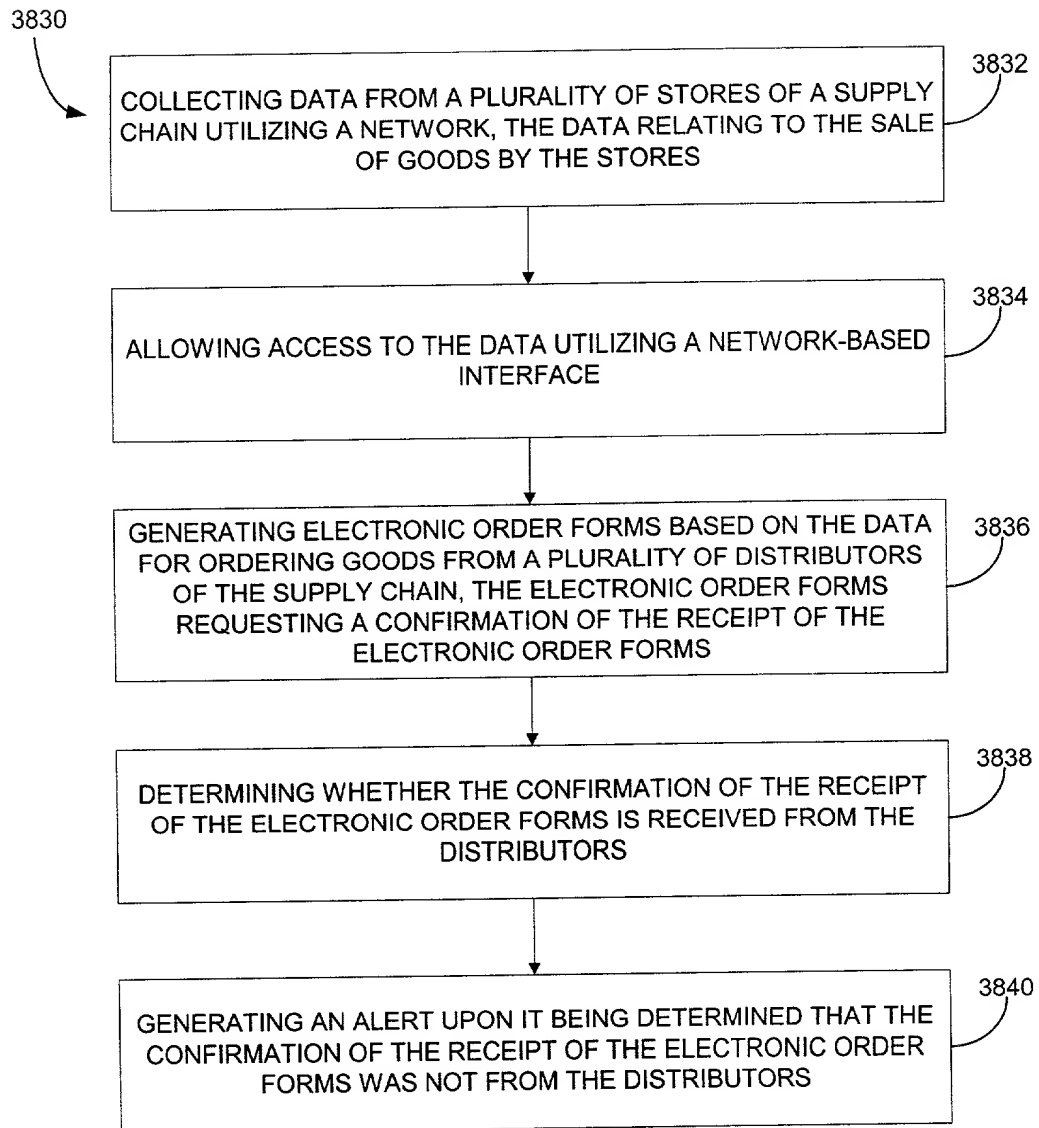 3830
3832
COLLECTING DATA FROM A PLURALITY OF STORES OF A SUPPLY
CHAIN UTILIZING A NETWORK, THE DATA RELATING TO THE SALE
OF GOODS BY THE STORES
3834
ALLOWING ACCESS TO THE DATA UTILIZING A NETWORK-BASED
INTERFACE
3836
GENERATING ELECTRONIC ORDER FORMS BASED ON THE DATA
FOR ORDERING GOODS FROM A PLURALITY OF DISTRIBUTORS
OF THE SUPPLY CHAIN, THE ELECTRONIC ORDER FORMS
REQUESTING A CONFIRMATION OF THE RECEIPT OF THE
ELECTRONIC ORDER FORMS
3838
DETERMINING WHETHER THE CONFIRMATION OF THE RECEIPT
OF THE ELECTRONIC ORDER FORMS IS RECEIVED FROM THE
DISTRIBUTORS
3840
GENERATING AN ALERT UPON IT BEING DETERMINED THAT THE
CONFIRMATION OF THE RECEIPT OF THE ELECTRONIC ORDER
FORMS WAS NOT FROM THE DISTRIBUTORS